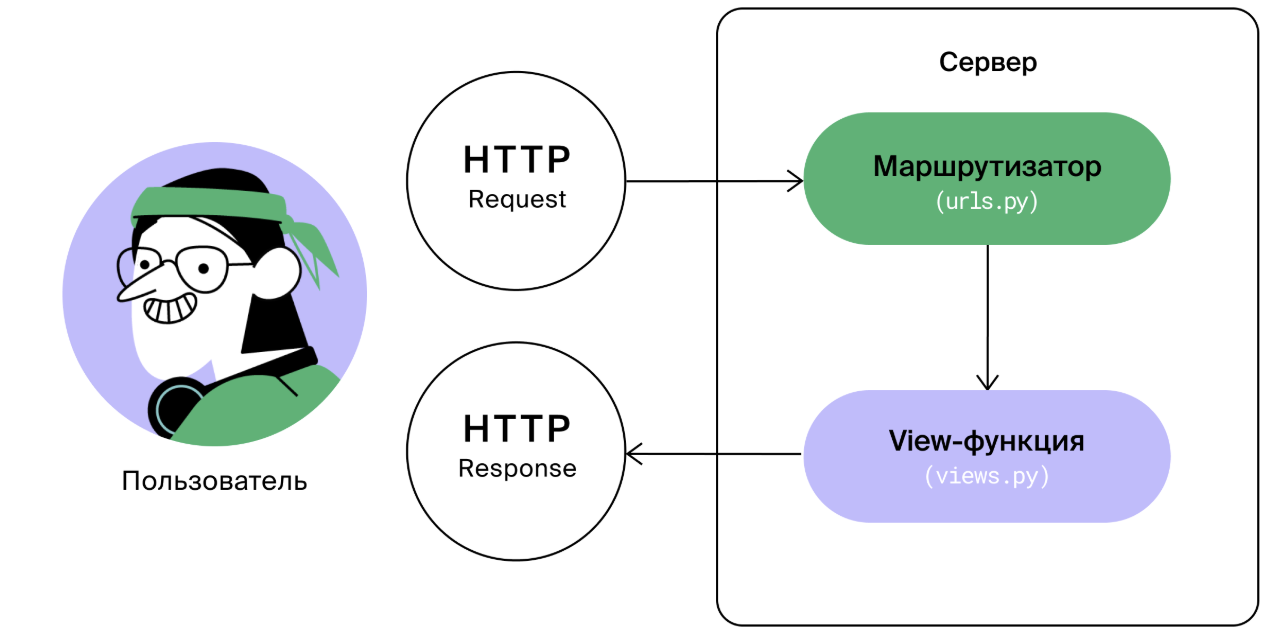 Сервер
HTTP
Request
Маршрутизатор
(urls.py)
HTTP
Response
View-функция
(views.py)
Пользователь